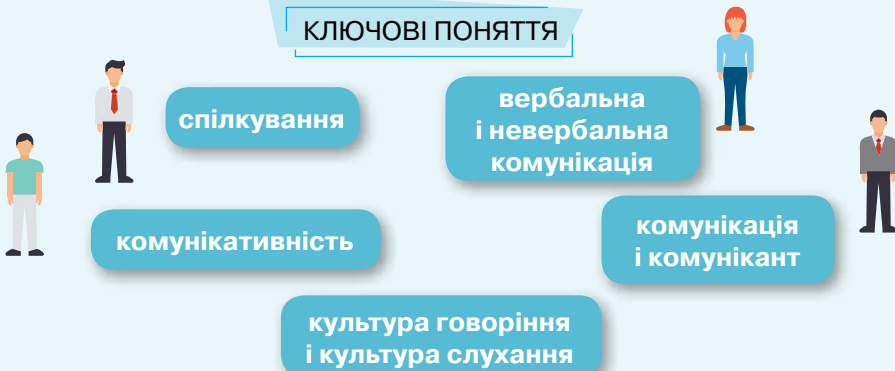 КЛЮЧОВІ ПОНЯТТЯ
спілкування
вербальна
і невербальна
комунікація
комунікативність
комунікація
і комунікант
культура говоріння
і культура слухання